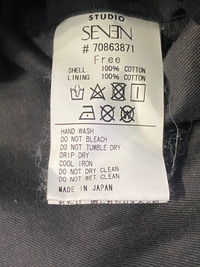 STUDIO
SEVEN
# 70863871
Free
SHELL 100% COTTON
LINING 100% COTTON
HAND WASH
DO NOT BLEACH
DO NOT TUMBLE DRY
DRIP DRY
COOL IRON
DO NOT DRY CLEAN
DO NOT WET CLEAN
MADE IN JAPAN